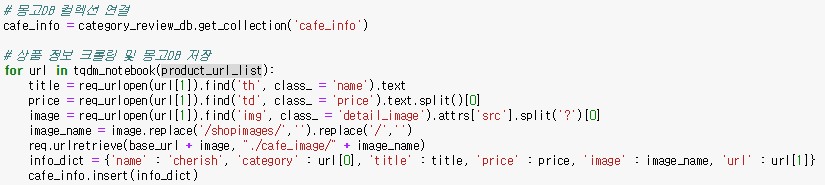 # 몽고DB 컬렉션 연결
cafe_info = category_review_db.get_collection('cafe_info')
# 상품 정보 크롤링 및 몽고DB 저장
for url in tqdm_notebook(product_url_list):
title = req_urlopen(url[1]).find('th', class_ = 'name').text
price = req_urlopen(url[1]).find('td', class_ = 'price').text.split()[0]
image = req_urlopen(url[1]).find('img', class_ = 'detail_image').attrs['src'].split('?')[0]
image_name = image.replace('/shopimages/','').replace('/','')
req.urlretrieve(base_url + image, "./cafe_image/" + image_name)
info_dict = {'name' : 'cherish', 'category' : url[0], 'title' : title, 'price' : price, 'image' : image_name, 'url' : url[1]}
cafe_info.insert(info_dict)